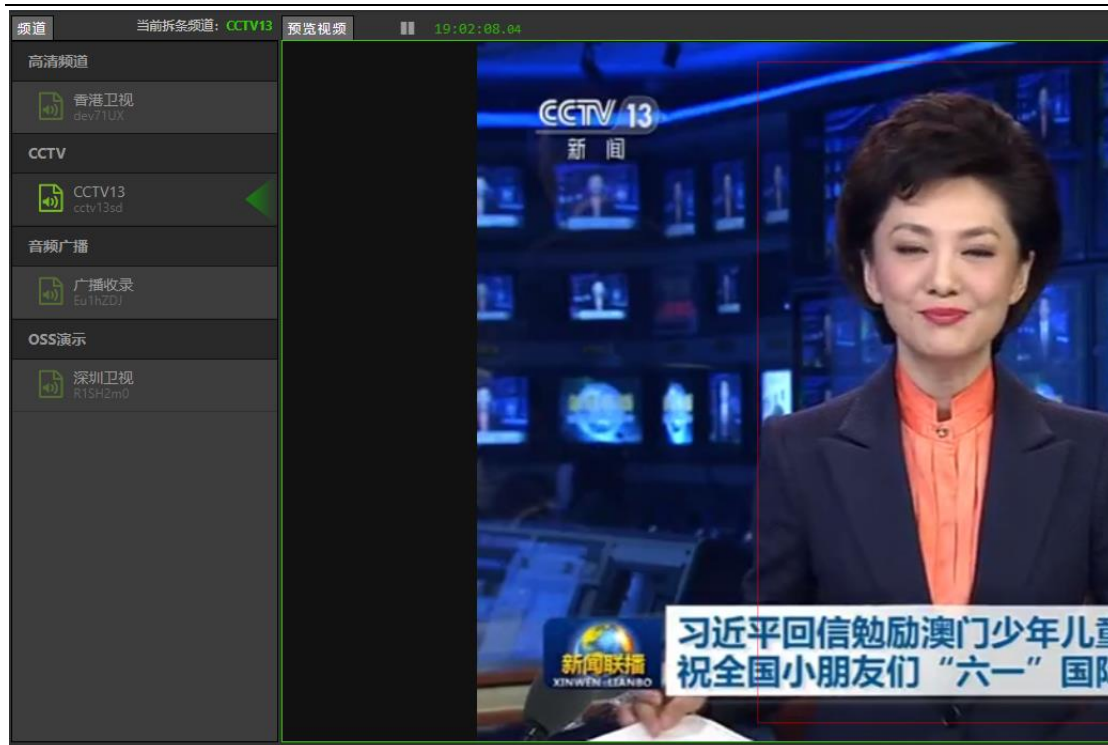 频道 当前拆条频道：CCTV13 预览视频 19:02:08.04
高清频道
香港卫视
dev71UX
CCTV
CCTV13
cctv13sd
音频广播
广播收录
Eu1hZDJ
OSS演示
深圳卫视
R1SH2m0
CCTV 13
新闻
新闻联播
XINWEN LIANBO
习近平回信勉励澳门少年儿童
祝全国小朋友们“六一”国